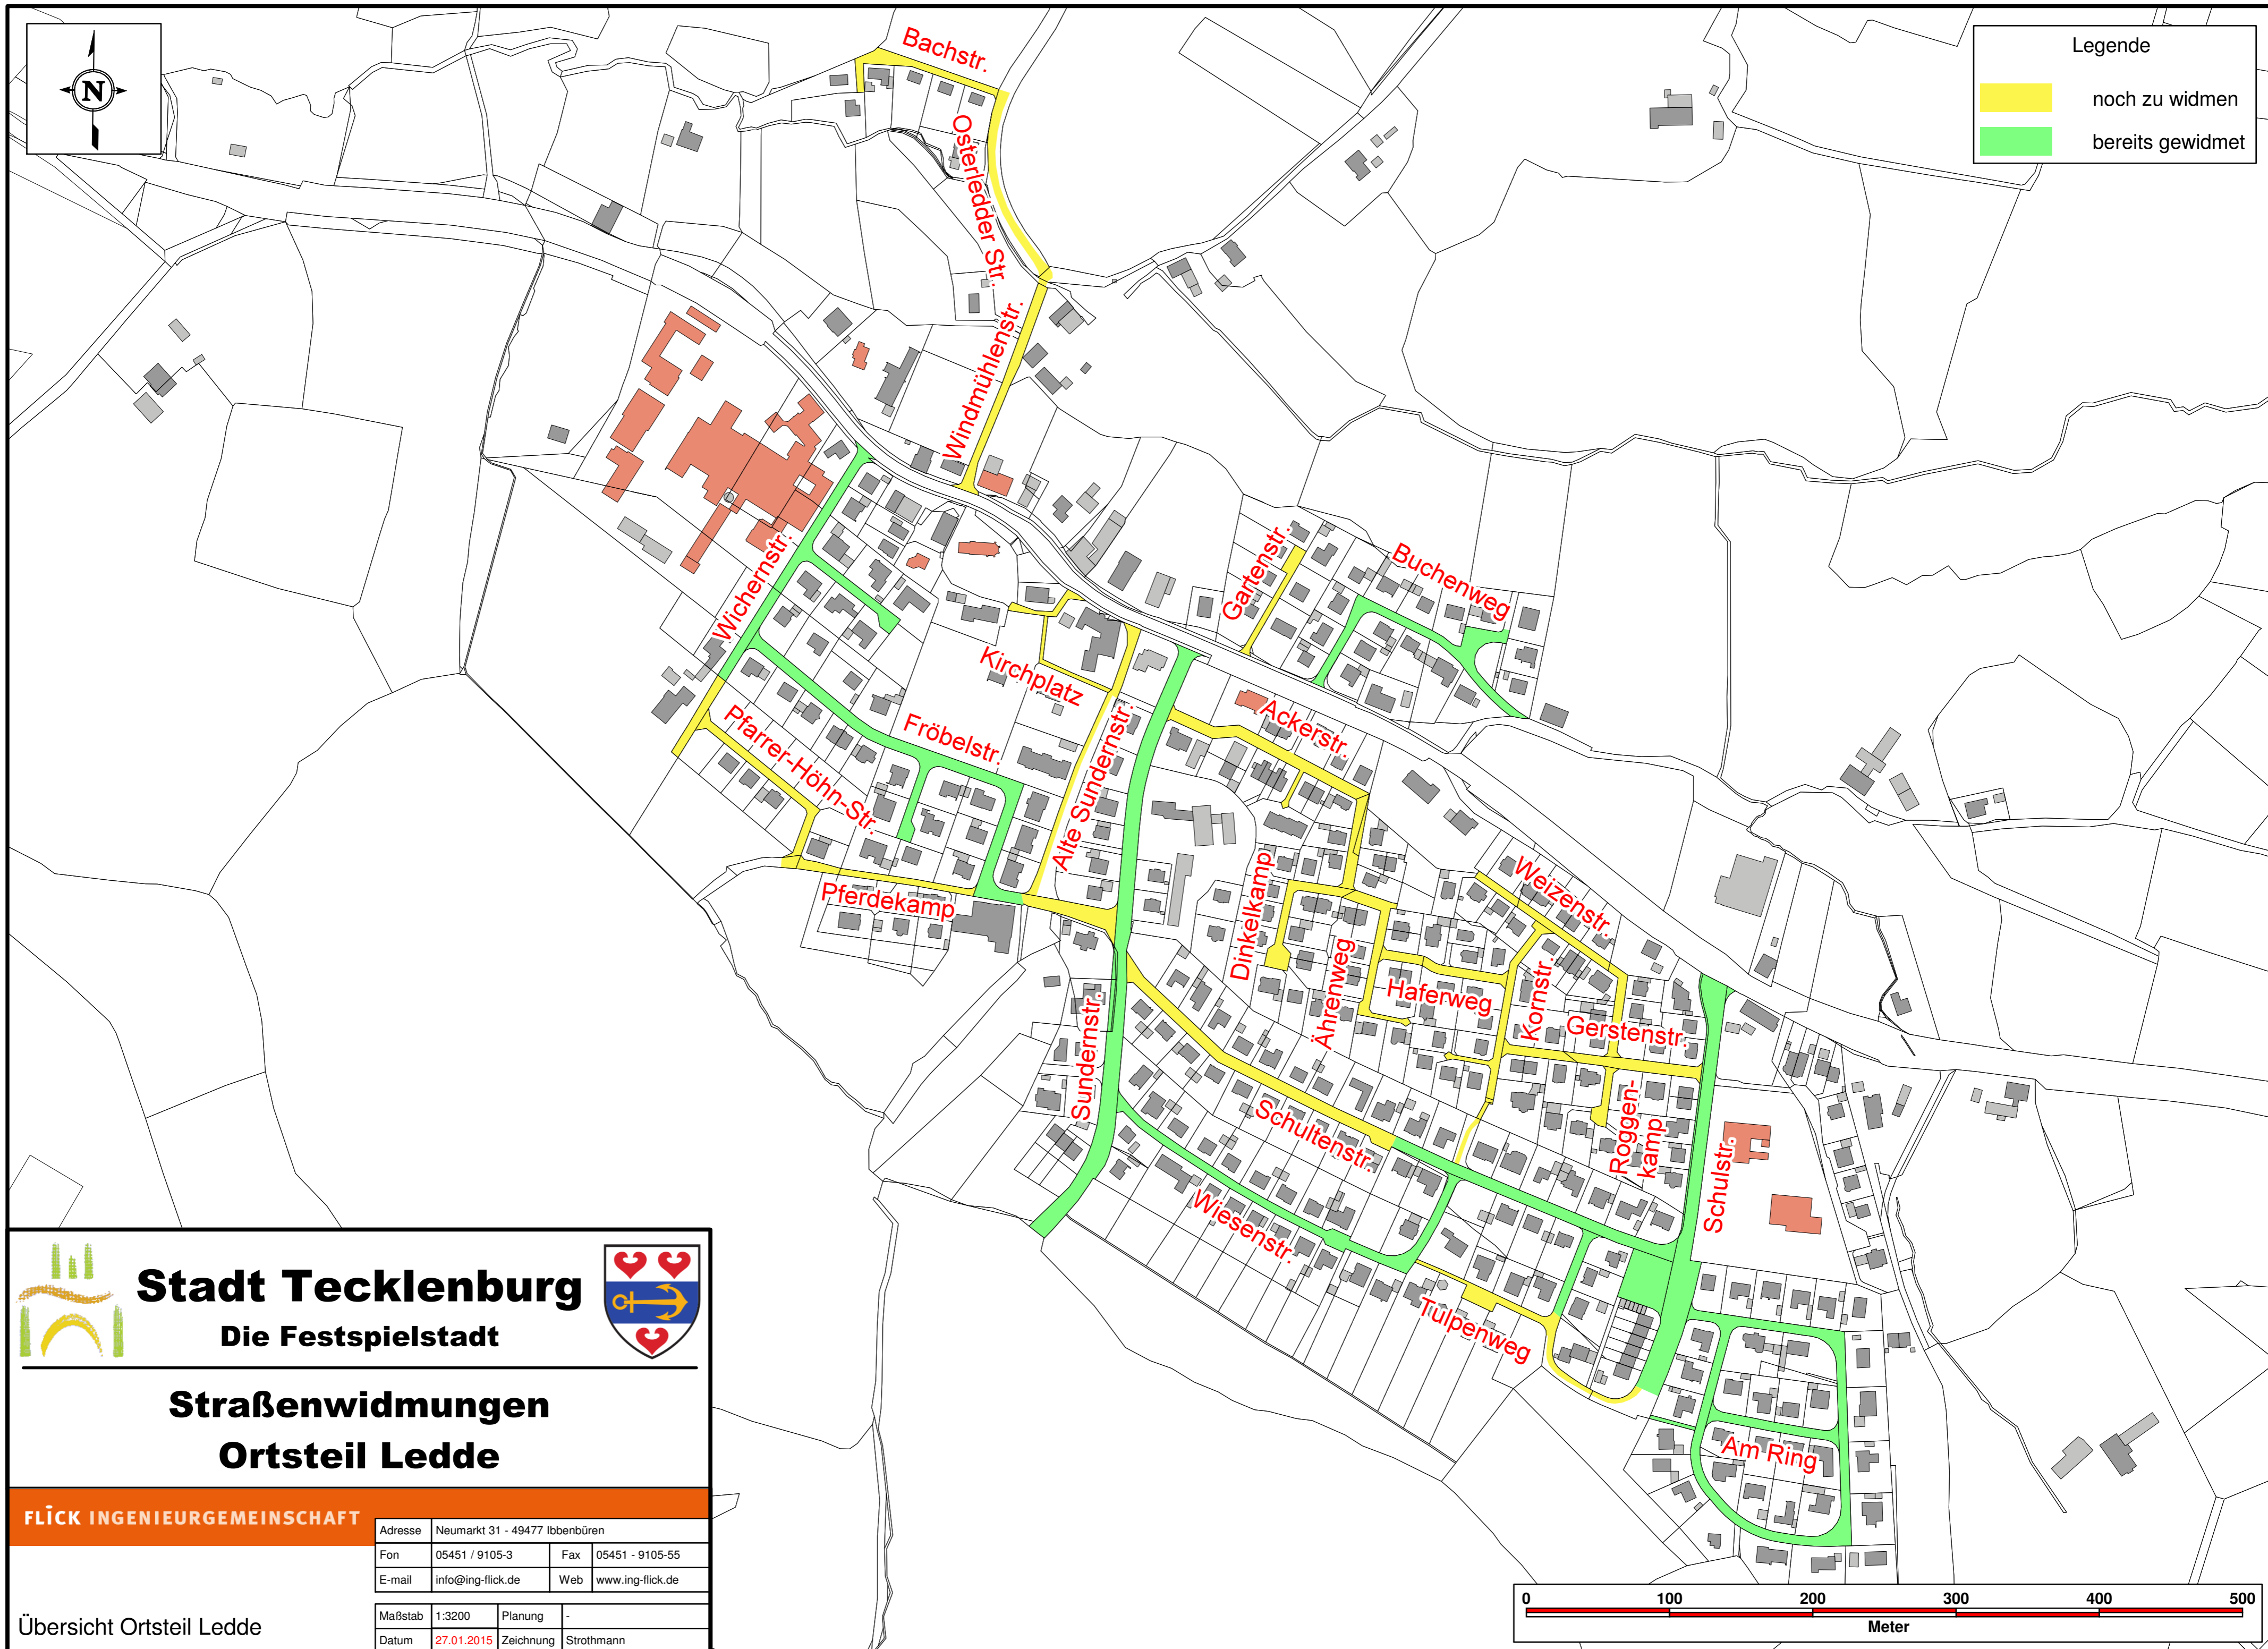 N
Legende
noch zu widmen
bereits gewidmet
Bachstr.
Osterledder Str.
Windmühlenstr.
Wichernstr.
Gartenstr.
Buchenweg
Kirchplatz
Ackerstr.
Pfarrer-Höhn-Str.
Fröbelstr.
Alte Sundernstr.
Pferdekamp
Dinkelkamp
Weizenstr.
Ährenweg
Haferweg
Kornstr.
Gerstenstr.
Sundernstr.
Schultenstr.
Roggen-
kamp
Schulstr.
Wiesenstr.
Tulpenweg
Am Ring
Stadt Tecklenburg
Die Festspielstadt
Straßenwidmungen
Ortsteil Ledde
FLICK INGENIEURGEMEINSCHAFT
Adresse Neumarkt 31 - 49477 Ibbenbüren
Fon 05451 / 9105-3 Fax 05451 - 9105-55
E-mail info@ing-flick.de Web www.ing-flick.de
Übersicht Ortsteil Ledde
Maßstab 1:3200 Planung -
Datum 27.01.2015 Zeichnung Strothmann
0 100 200 300 400 500
Meter